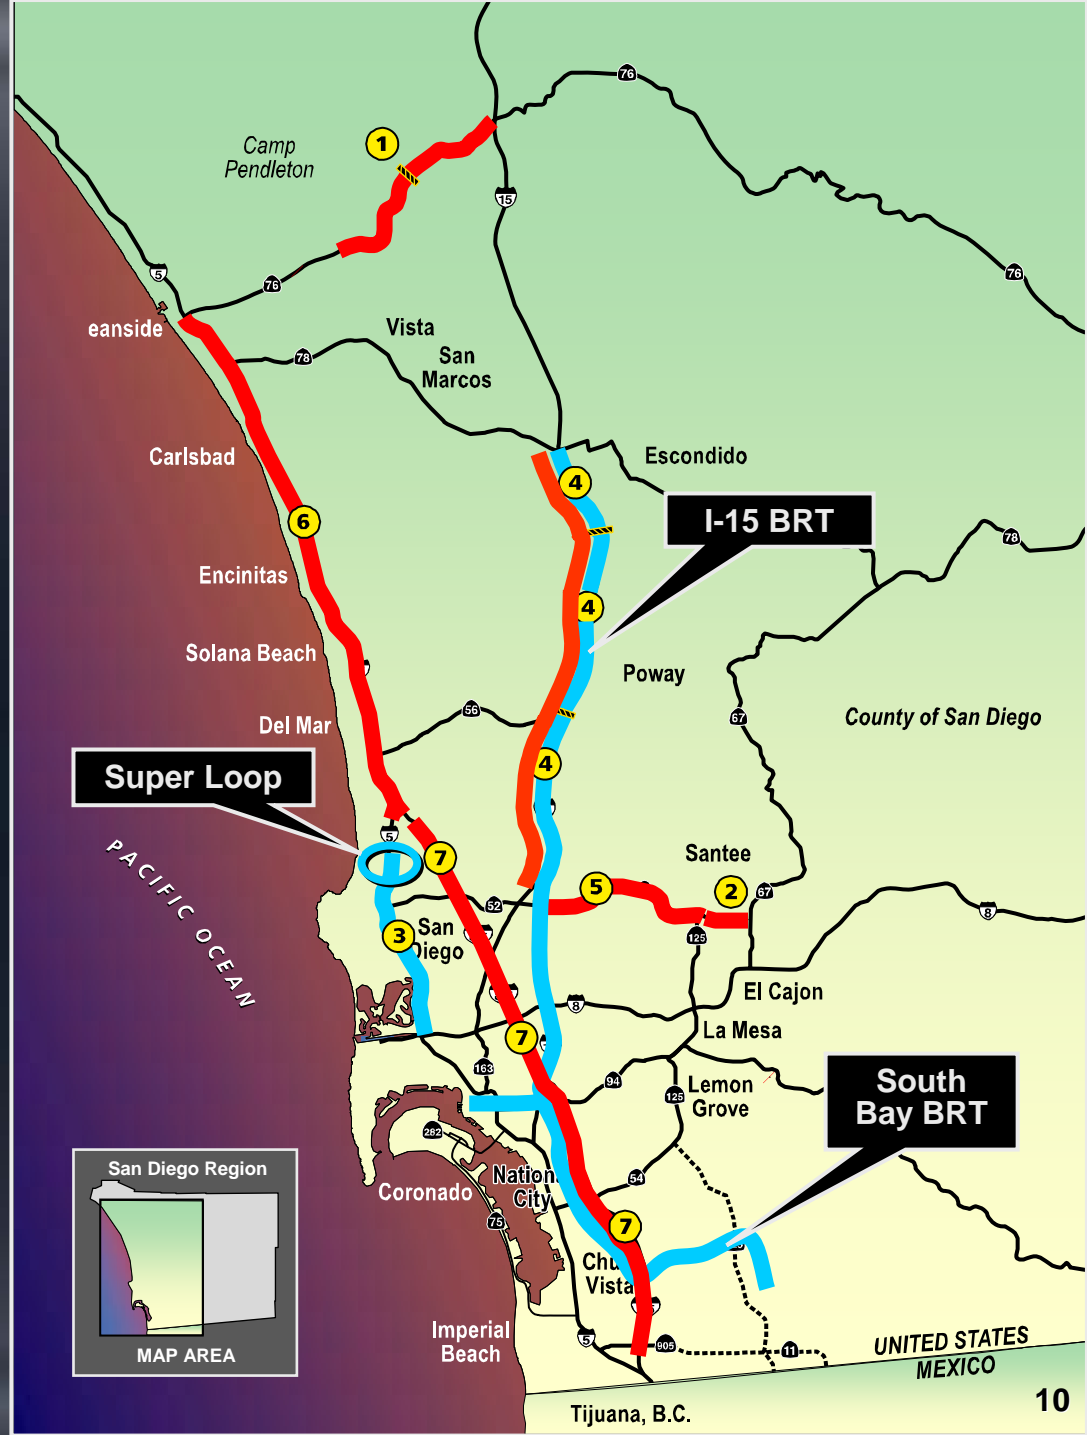 76
1
Camp
Pendleton
15
5
76
76
eanside
Vista
78
San
Marcos
Carlsbad
Escondido
4
I-15 BRT
6
78
Encinitas
4
Solana Beach
Poway
56
67
County of San Diego
Del Mar
4
Super Loop
5
7
Santee
PACIFIC OCEAN
5
2
67
52
8
3
San
Diego
125
El Cajon
8
La Mesa
7
163
94
Lemon
Grove
125
South
Bay BRT
282
San Diego Region
Coronado
National
City
54
75
7
Chu
Vista
MAP AREA
Imperial
Beach
5
905
11
UNITED STATES
MEXICO
10
Tijuana, B.C.